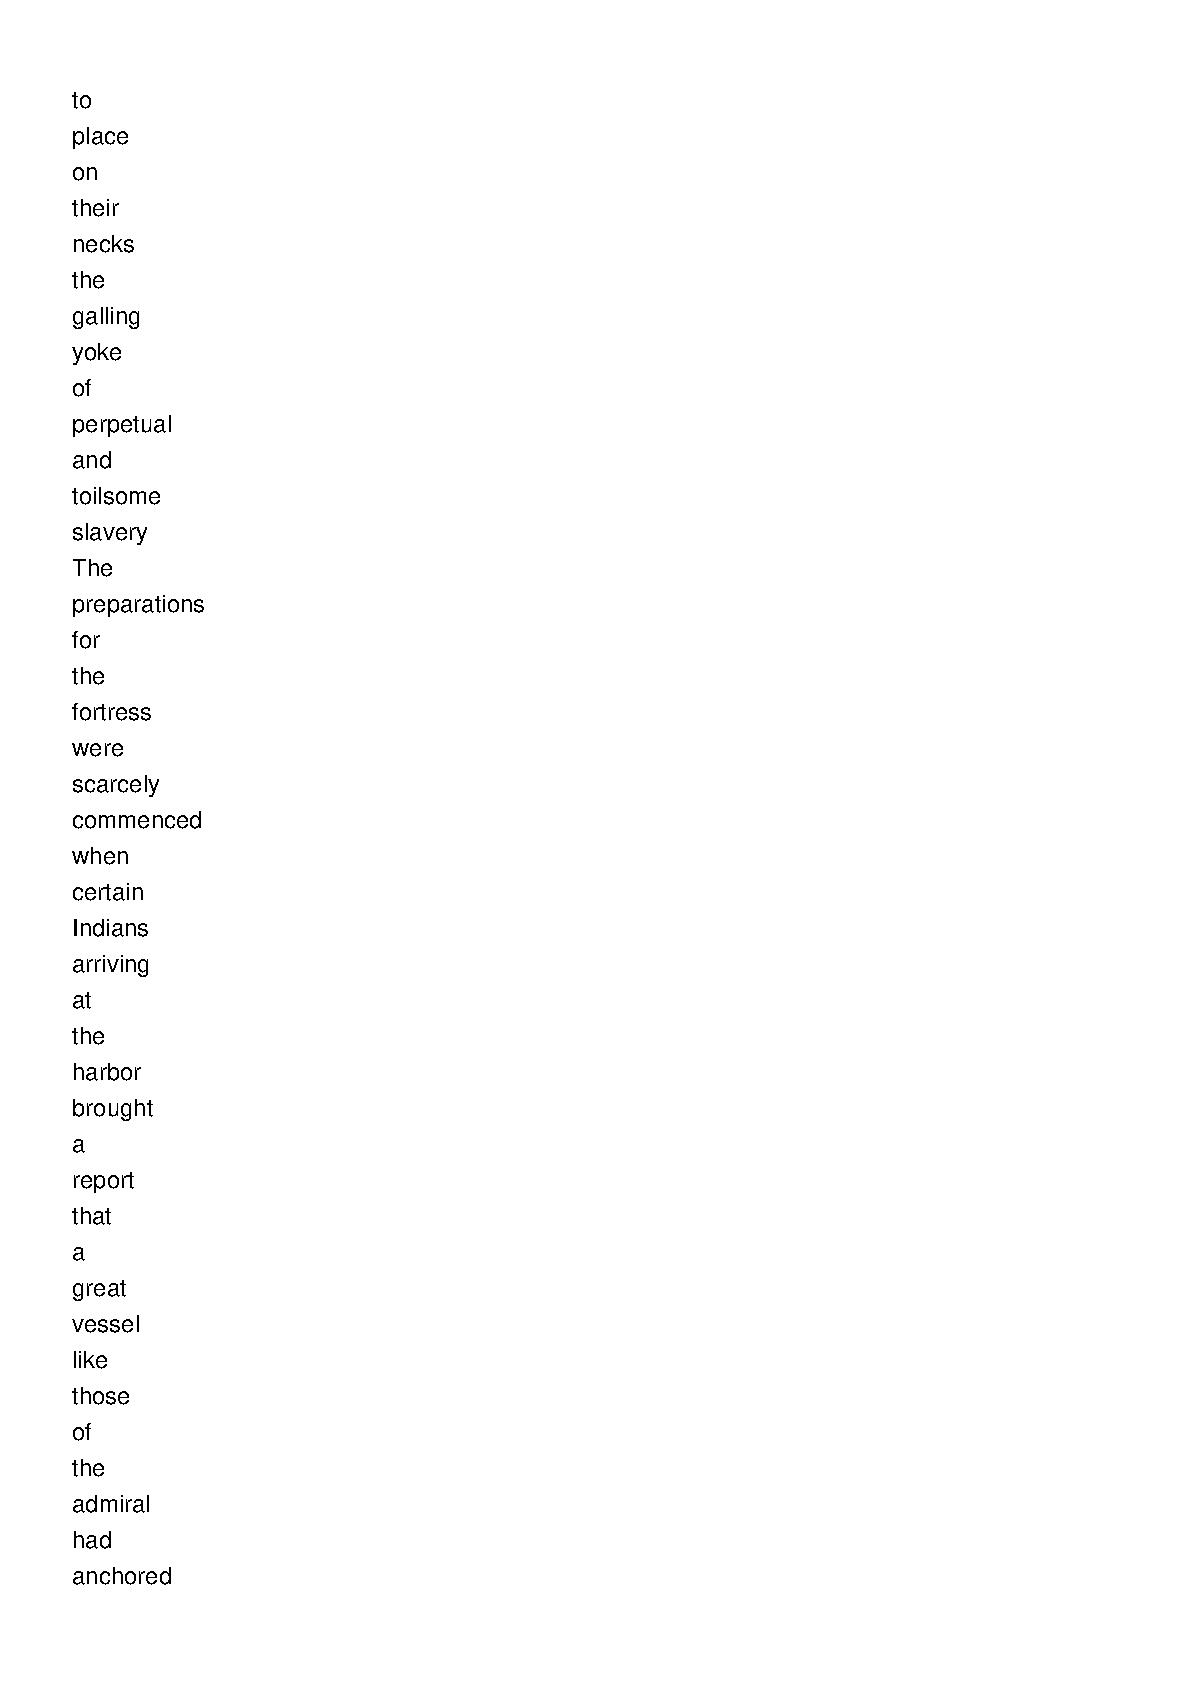 to
place
on
their
necks
the
galling
yoke
of
perpetual
and
toilsome
slavery
The
preparations
for
the
fortress
were
scarcely
commenced
when
certain
Indians
arriving
at
the
harbor
brought
a
report
that
a
great
vessel
like
those
of
the
admiral
had
anchored